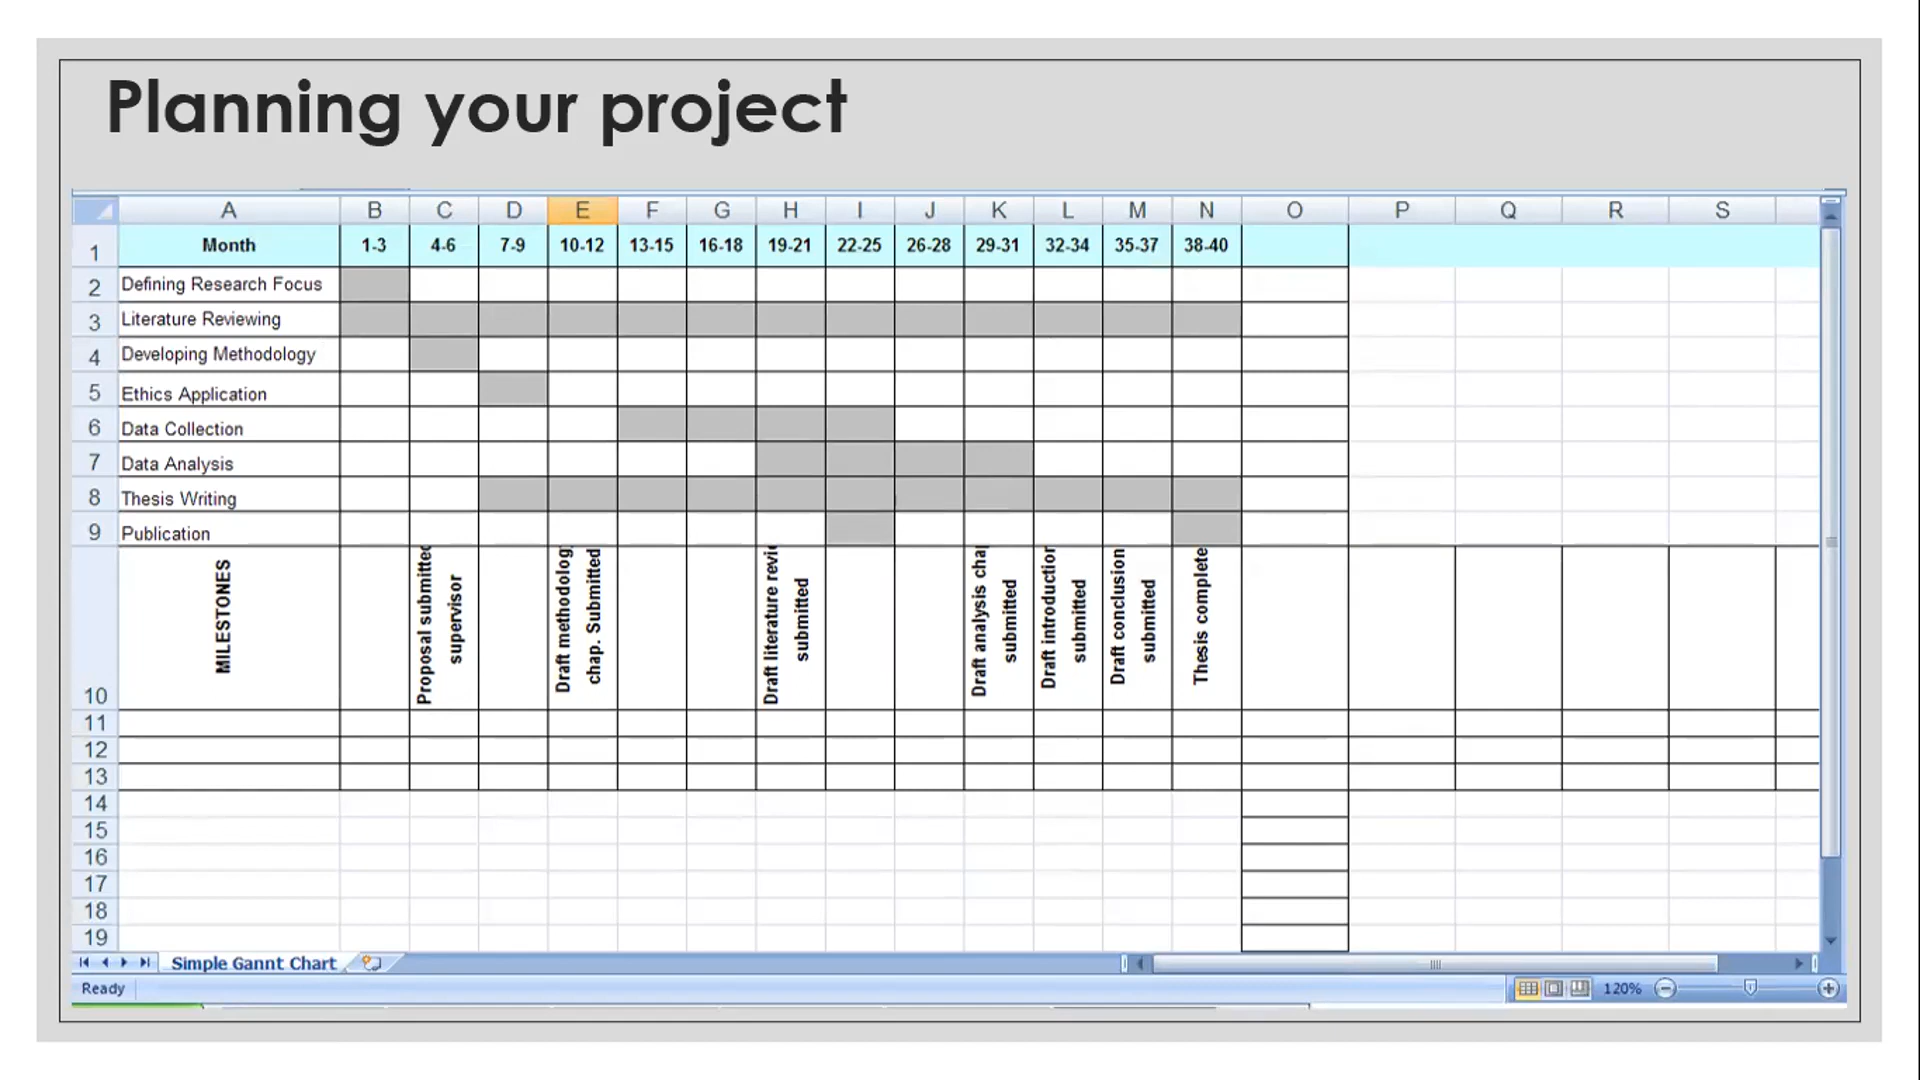 Planning your project
A B C D E F G H I J K L M N O P Q R S
1 Month 1-3 4-6 7-9 10-12 13-15 16-18 19-21 22-25 26-28 29-31 32-34 35-37 38-40
2 Defining Research Focus
3 Literature Reviewing
4 Developing Methodology
5 Ethics Application
6 Data Collection
7 Data Analysis
8 Thesis Writing
9 Publication
10 MILESTONES
Proposal submitted
supervisor
Draft methodolog
chap. Submitted
Draft literature revi
submitted
Draft analysis cha
submitted
Draft introduction
submitted
Draft conclusion
submitted
Thesis complete
11
12
13
14
15
16
17
18
19
Simple Gannt Chart
Ready 120%